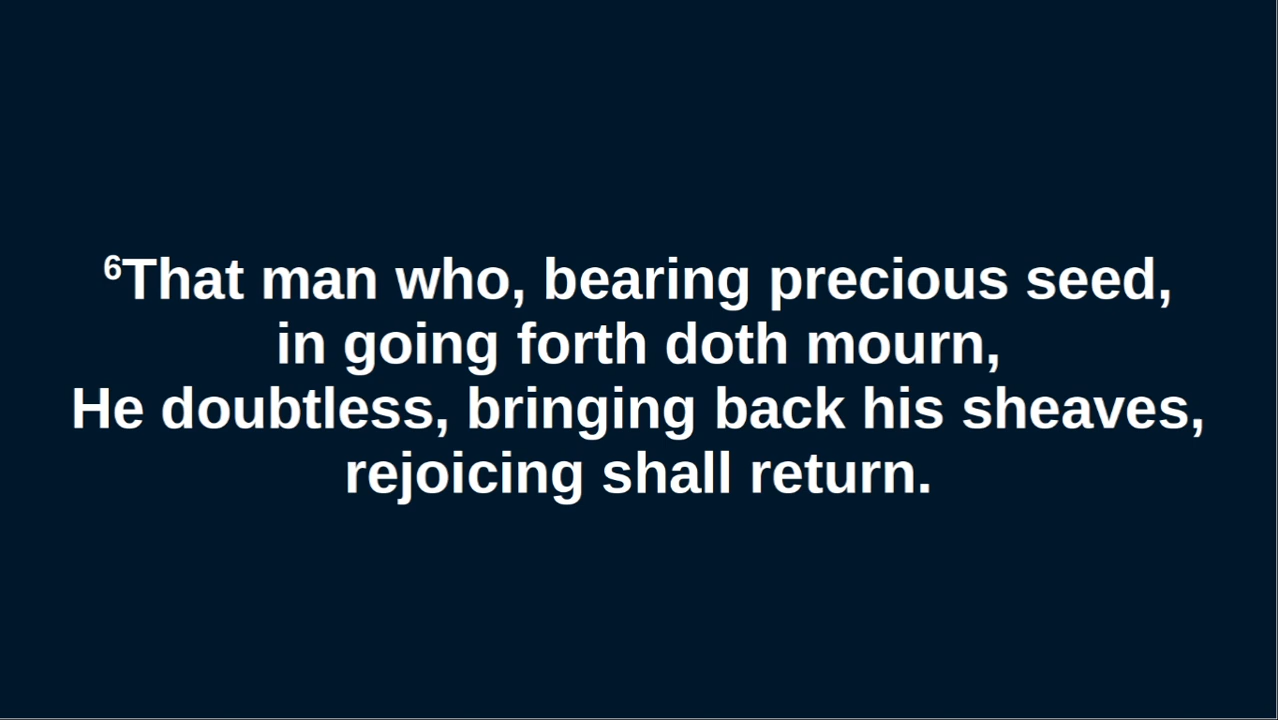 ⁶That man who, bearing precious seed,
in going forth doth mourn,
He doubtless, bringing back his sheaves,
rejoicing shall return.